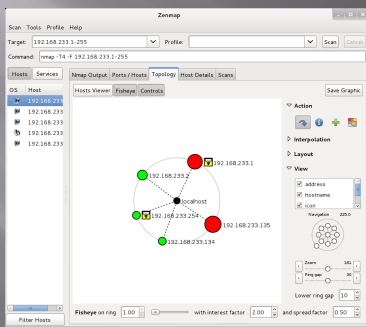 Zenmap
Scan Tools Profile Help
Target: 192.168.233.1-255 Profile: Scan Cancel
Command: nmap -T4 -F 192.168.233.1-255
Hosts Services Nmap Output Ports / Hosts Topology Host Details Scans
OS Host
192.168.233
192.168.233
192.168.233
192.168.233
192.168.233
Hosts Viewer Fisheye Controls Save Graphic
Action
Interpolation
Layout
View
address
hostname
icon
Navigation 225.0
Zoom 181
Ring gap 30
Lower ring gap 10
192.168.233.1
192.168.233.2
localhost
192.168.233.254
192.168.233.135
192.168.233.134
Fisheye on ring 1.00 with interest factor 2.00 and spread factor 0.50
Filter Hosts